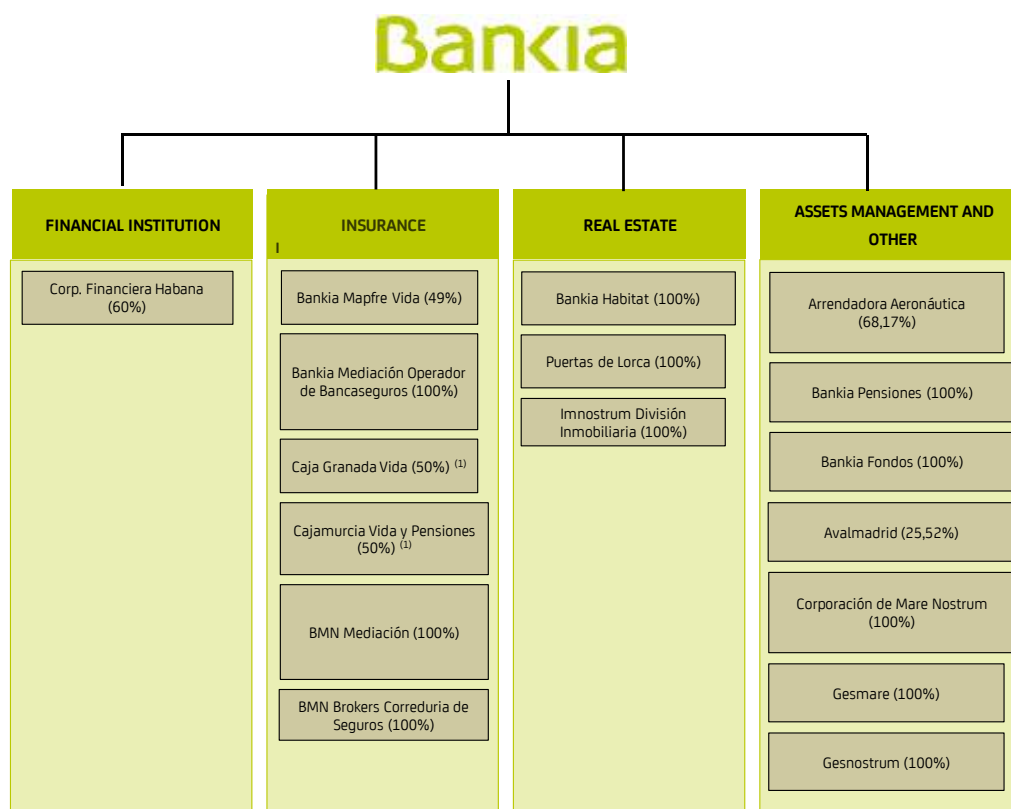 Bankia
FINANCIAL INSTITUTION
Corp. Financiera Habana
(60%)
INSURANCE
I
Bankia Mapfre Vida (49%)
Bankia Mediación Operador
de Bancaseguros (100%)
Caja Granada Vida (50%) (1)
Cajamurcia Vida y Pensiones
(50%) (1)
BMN Mediación (100%)
BMN Brokers Correduria de
Seguros (100%)
REAL ESTATE
Bankia Habitat (100%)
Puertas de Lorca (100%)
Imnostrum División
Inmobiliaria (100%)
ASSETS MANAGEMENT AND
OTHER
Arrendadora Aeronáutica
(68,17%)
Bankia Pensiones (100%)
Bankia Fondos (100%)
Avalmadrid (25,52%)
Corporación de Mare Nostrum
(100%)
Gesmare (100%)
Gesnostrum (100%)